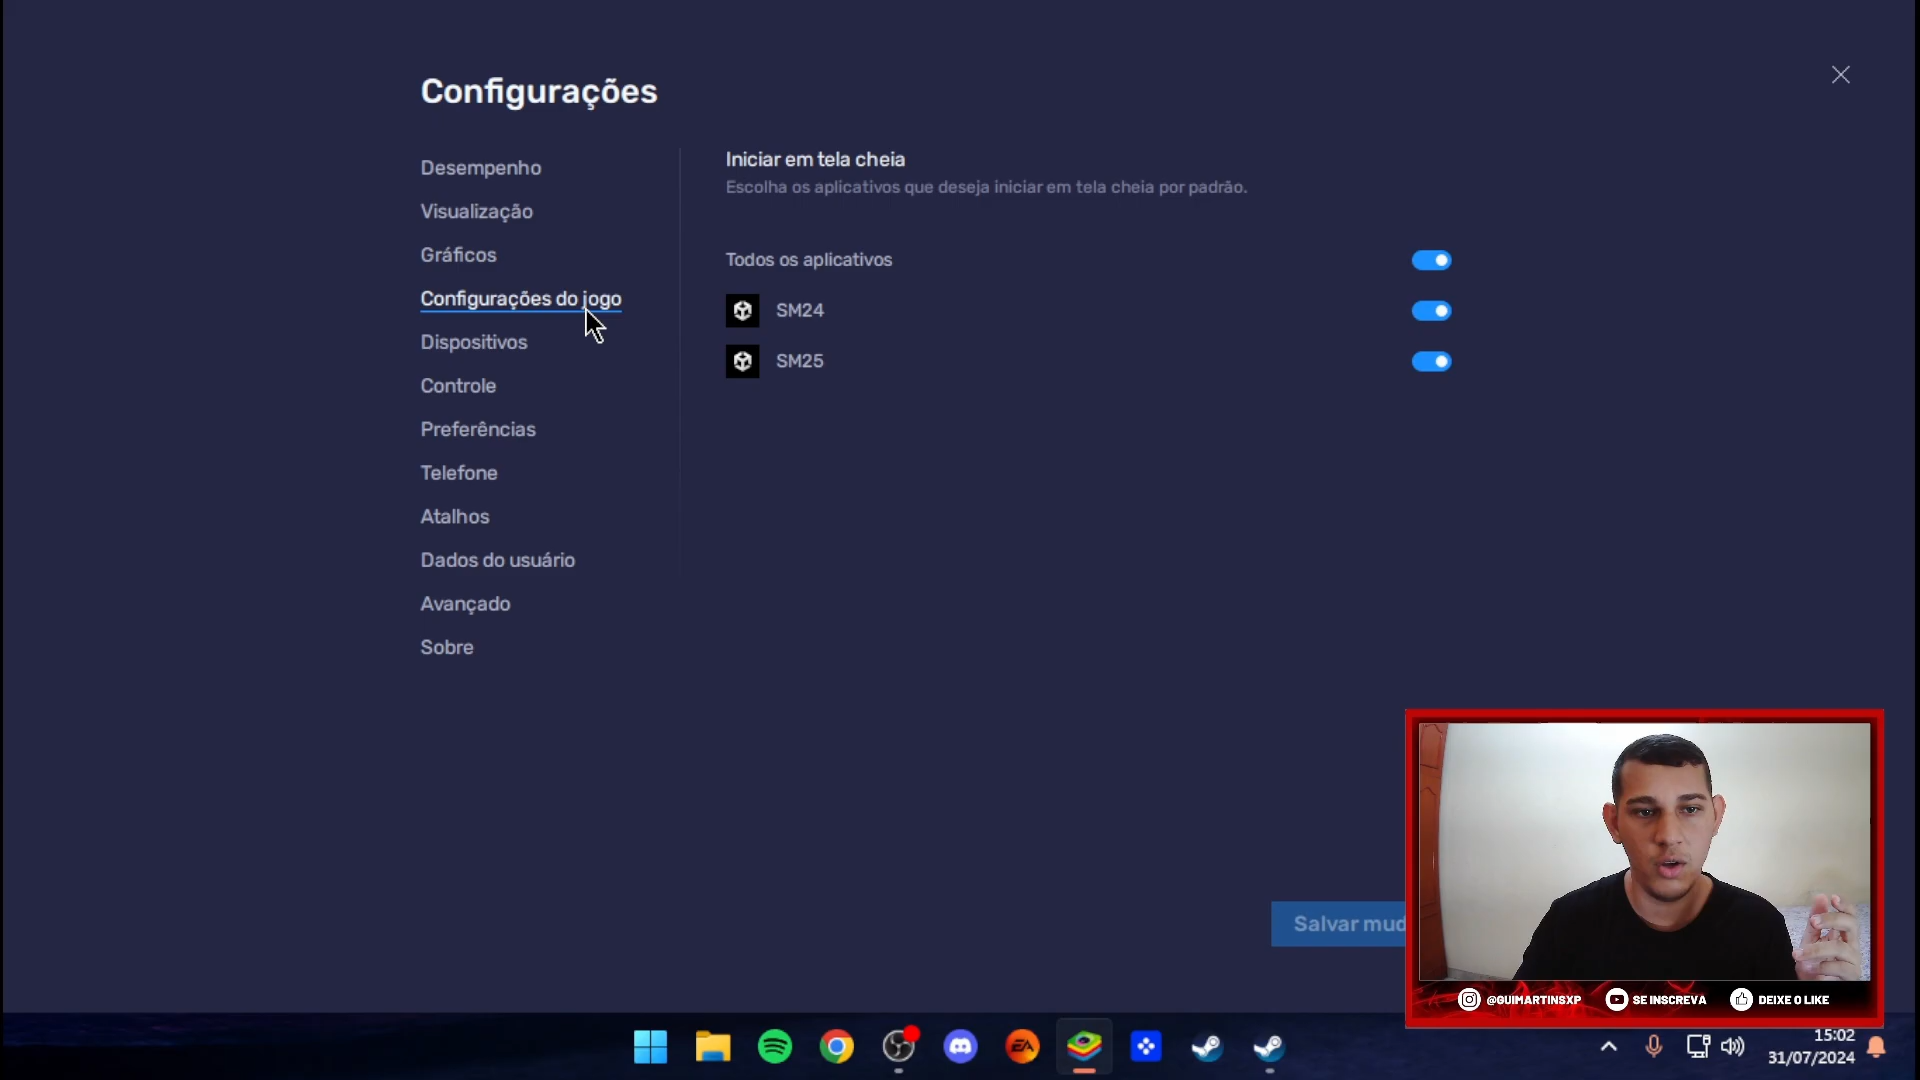 Configurações
Desempenho
Visualização
Gráficos
Configurações do jogo
Dispositivos
Controle
Preferências
Telefone
Atalhos
Dados do usuário
Avançado
Sobre
Iniciar em tela cheia
Escolha os aplicativos que deseja iniciar em tela cheia por padrão.
Todos os aplicativos
SM24
SM25
Salvar mud
@GUIMARTINSXP SE INSCREVA DEIXE O LIKE
EA
15:02
31/07/2024